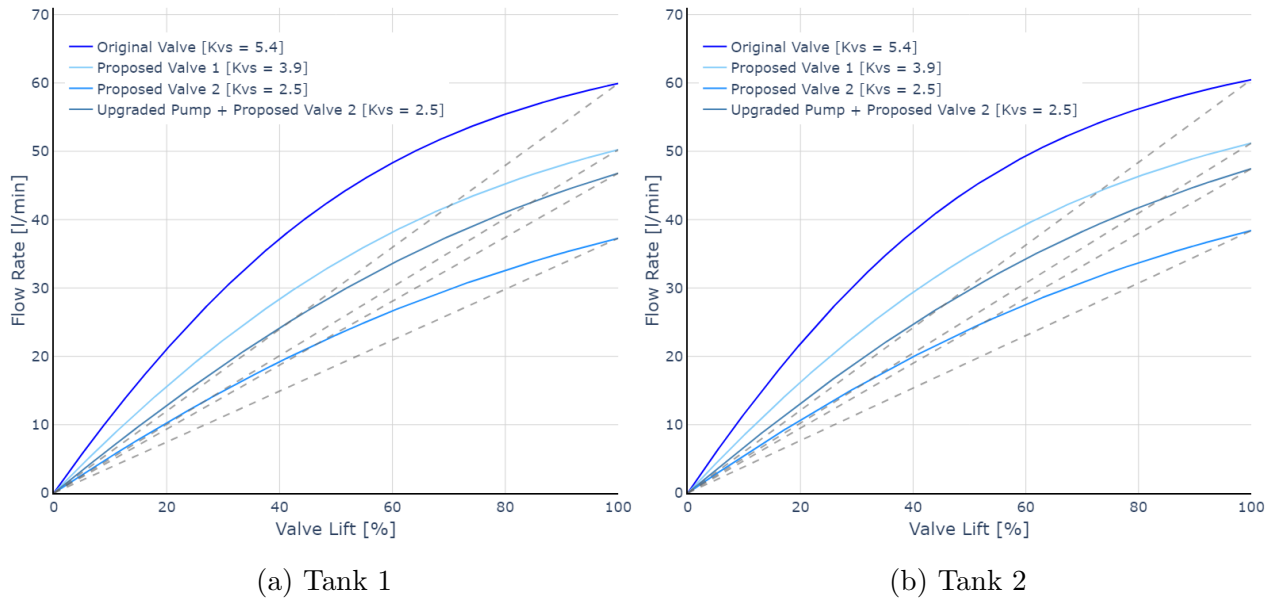 70
60
50
40
30
20
10
0
Flow Rate [l/min]
Original Valve [Kvs = 5.4]
Proposed Valve 1 [Kvs = 3.9]
Proposed Valve 2 [Kvs = 2.5]
Upgraded Pump + Proposed Valve 2 [Kvs = 2.5]
0 20 40 60 80 100
Valve Lift [%]
(a) Tank 1
70
60
50
40
30
20
10
0
Flow Rate [l/min]
Original Valve [Kvs = 5.4]
Proposed Valve 1 [Kvs = 3.9]
Proposed Valve 2 [Kvs = 2.5]
Upgraded Pump + Proposed Valve 2 [Kvs = 2.5]
0 20 40 60 80 100
Valve Lift [%]
(b) Tank 2